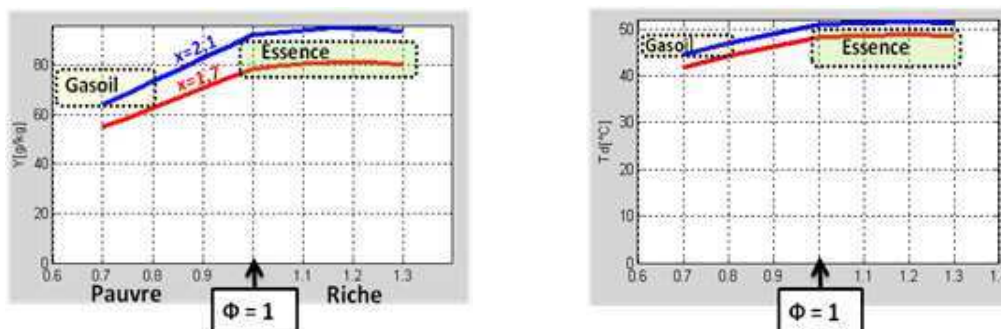 80
60
40
20
0
Y[g/kg]
x=2,1
x=1,7
Gasoil
Essence
0.6 0.7 0.8 0.9 1.1 1.2 1.3
Pauvre Riche
Φ = 1
50
40
30
20
10
0
Td[°C]
Gasoil
Essence
0.6 0.7 0.8 0.9 1.1 1.2 1.3
Φ = 1